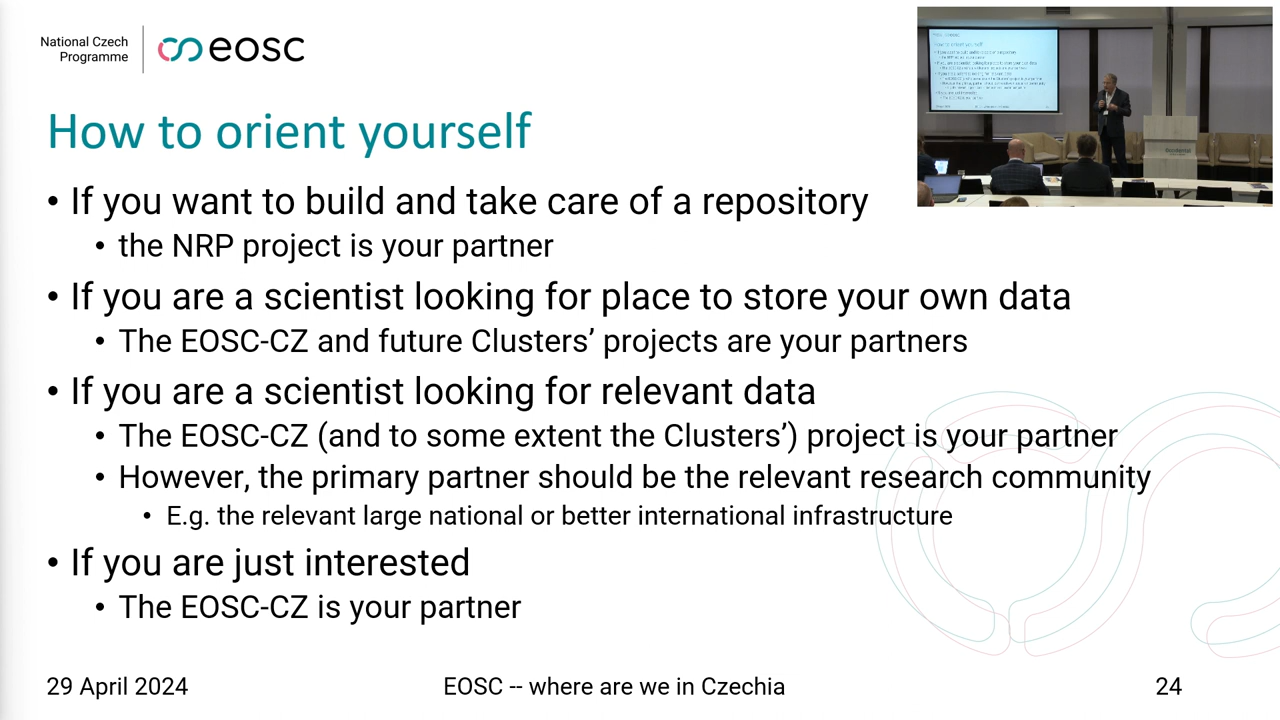 National Czech
Programme
eosc
How to orient yourself
• If you want to build and take care of a repository
• the NRP project is your partner
• If you are a scientist looking for place to store your own data
• The EOSC-CZ and future Clusters’ projects are your partners
• If you are a scientist looking for relevant data
• The EOSC-CZ (and to some extent the Clusters’) project is your partner
• However, the primary partner should be the relevant research community
• E.g. the relevant large national or better international infrastructure
• If you are just interested
• The EOSC-CZ is your partner
29 April 2024
EOSC -- where are we in Czechia
24